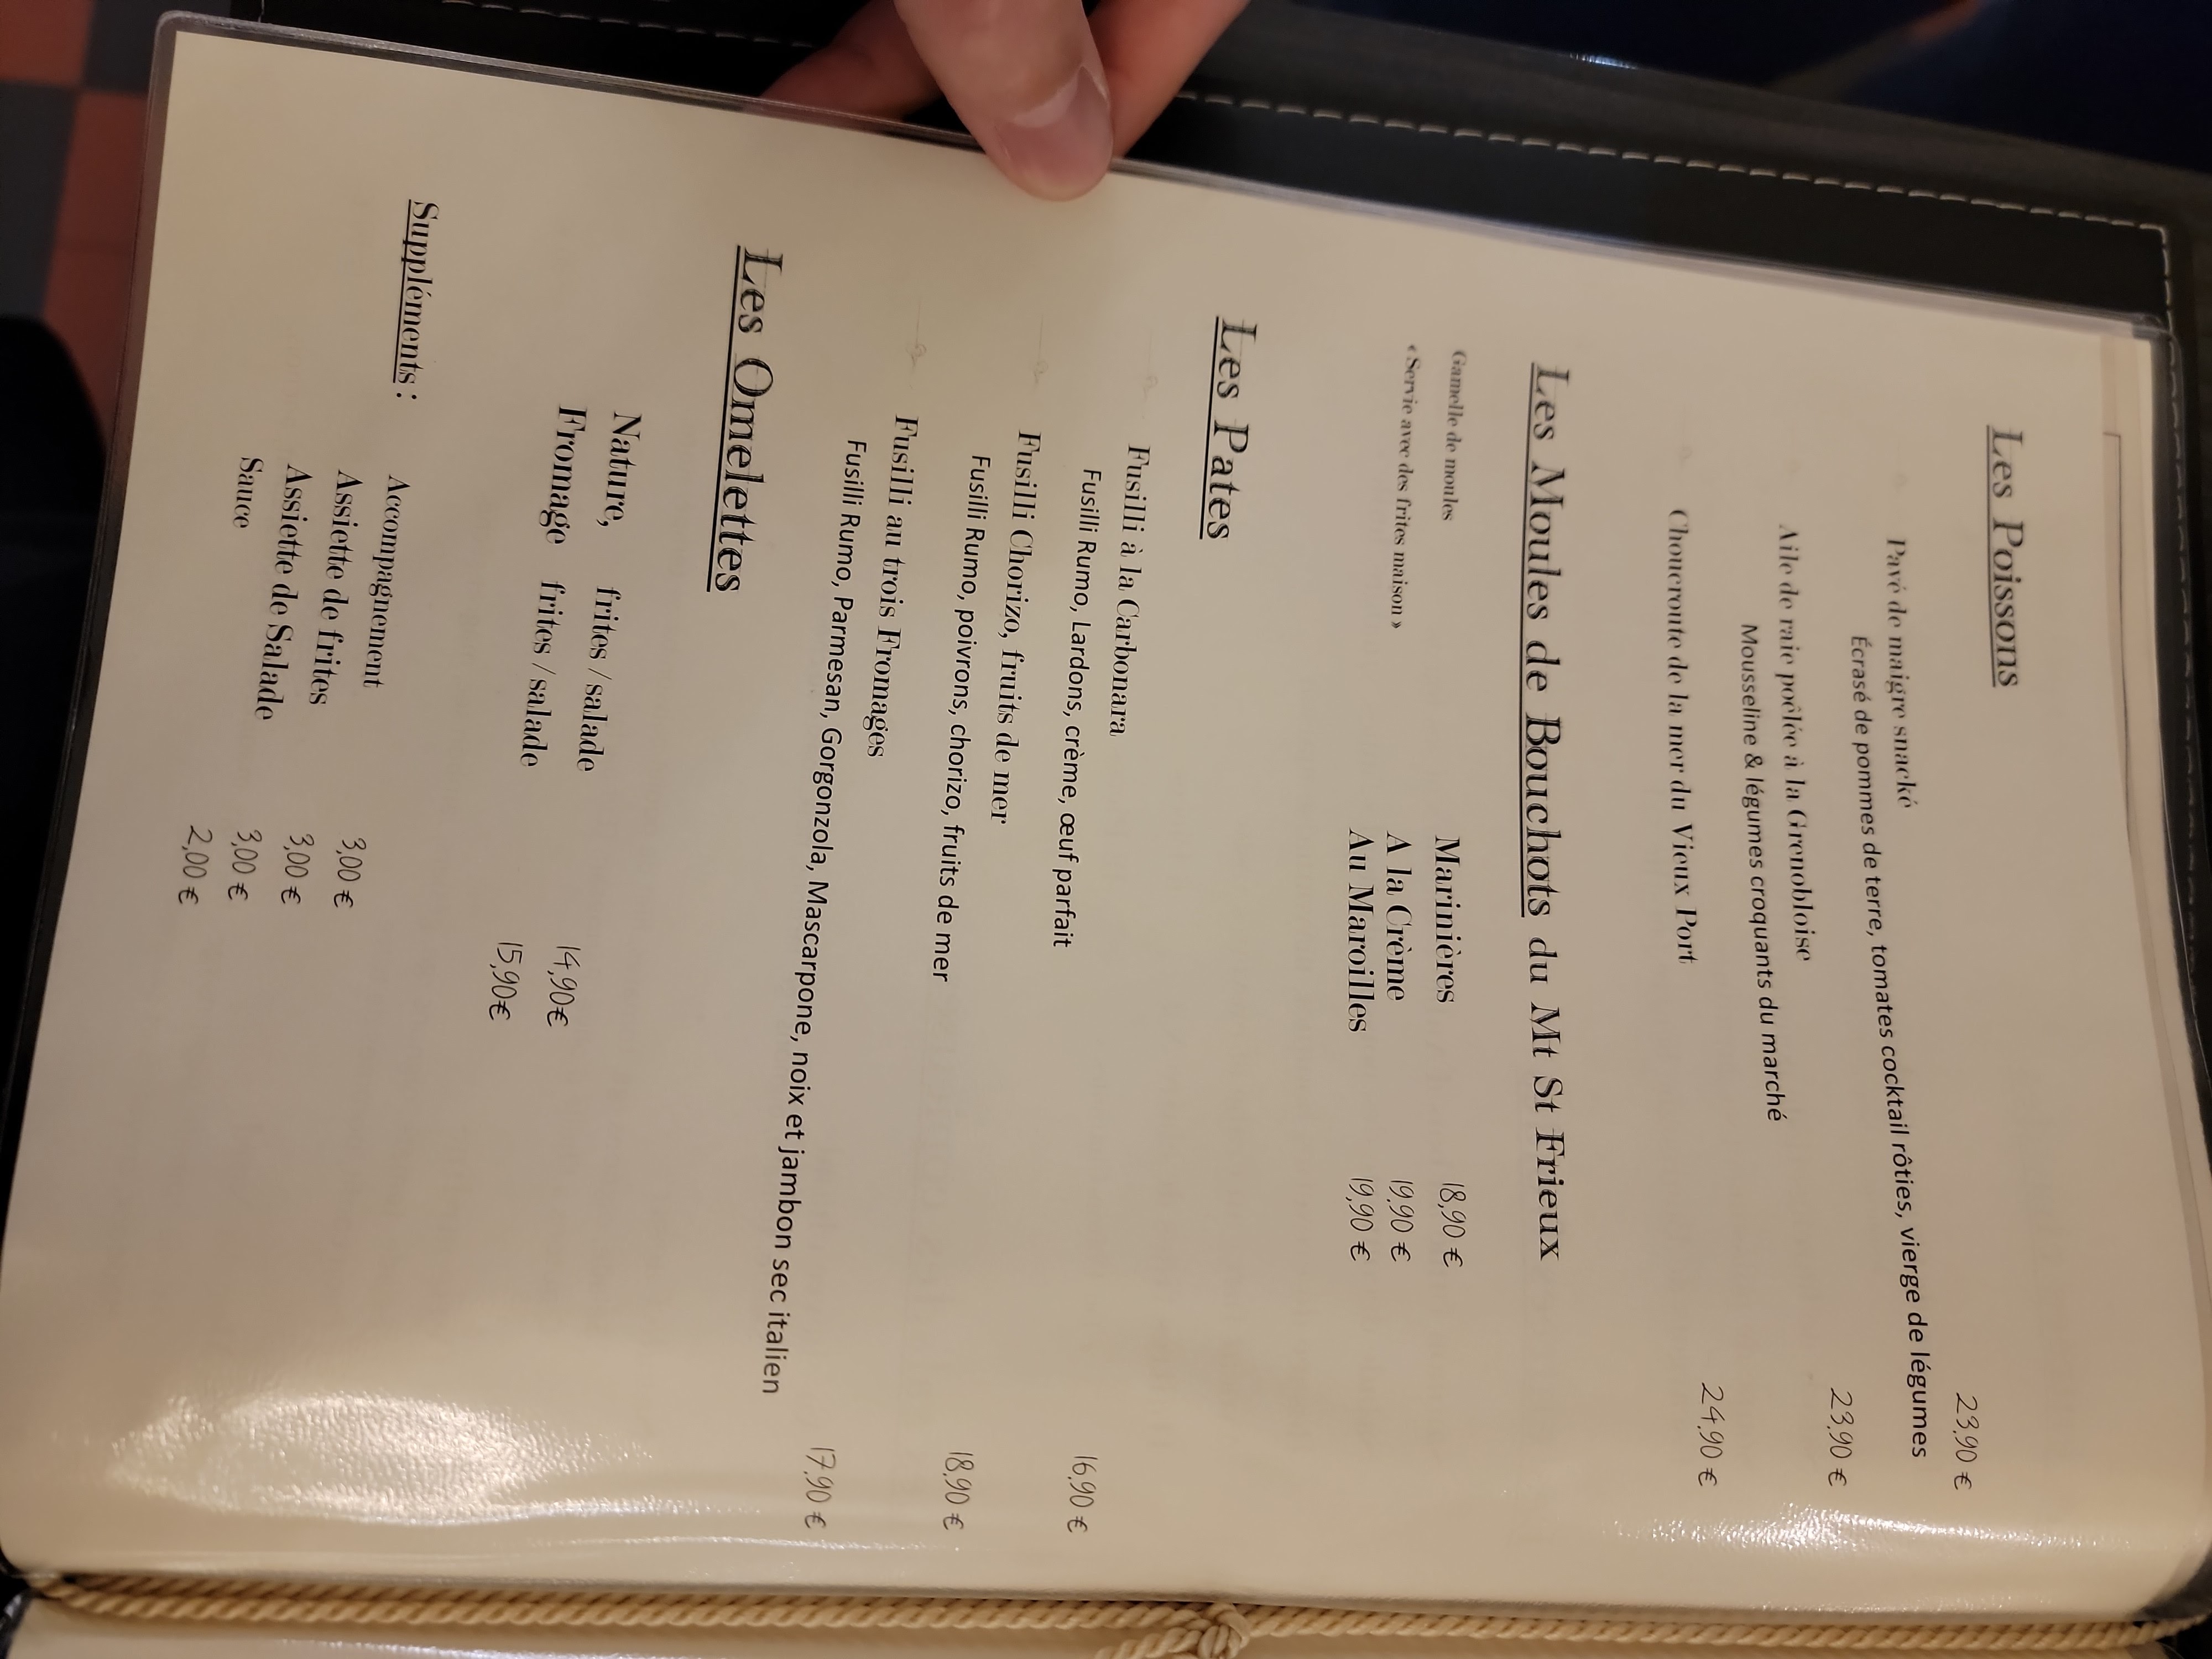 Les Poissons
Pavé de maigre snacké 23,90 €
Écrasé de pommes de terre, tomates cocktail rôties, vierge de légumes
Aile de raie poêlée à la Grenobloise 23,90 €
Mousseline & légumes croquants du marché
Choucroute de la mer du Vieux Port 24,90 €
Les Moules de Bouchots du Mt St Frieux
Gamelle de moules Marinières 18,90 €
« Servie avec des frites maison » A la Crème 19,90 €
Au Maroilles 19,90 €
Les Pates
Fusilli à la Carbonara 16,90 €
Fusilli Rumo, Lardons, crème, œuf parfait
Fusilli Chorizo, fruits de mer 18,90 €
Fusilli Rumo, poivrons, chorizo, fruits de mer
Fusilli au trois Fromages 17,90 €
Fusilli Rumo, Parmesan, Gorgonzola, Mascarpone, noix et jambon sec italien
Les Omelettes
Nature, frites / salade 14,90€
Fromage frites / salade 15,90€
Suppléments :
Accompagnement 3,00 €
Assiette de frites 3,00 €
Assiette de Salade 3,00 €
Sauce 2,00 €